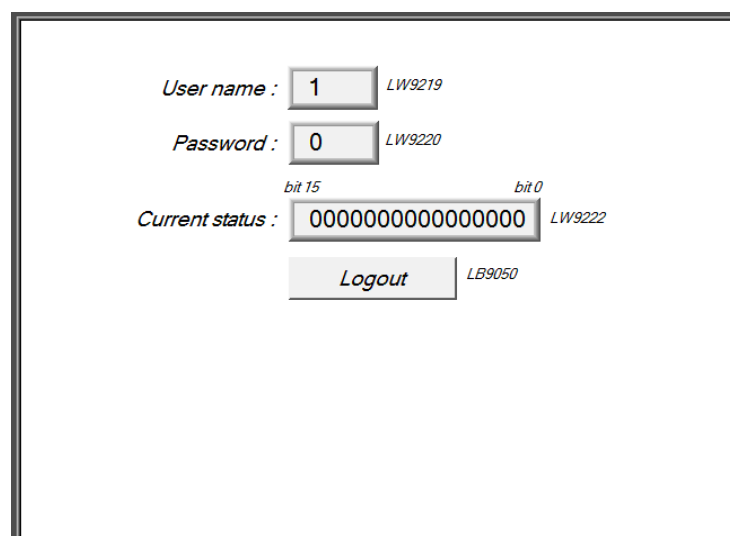 User name : 1 LW9219
Password : 0 LW9220
bit 15 bit 0
Current status : 0000000000000000 LW9222
Logout LB9050